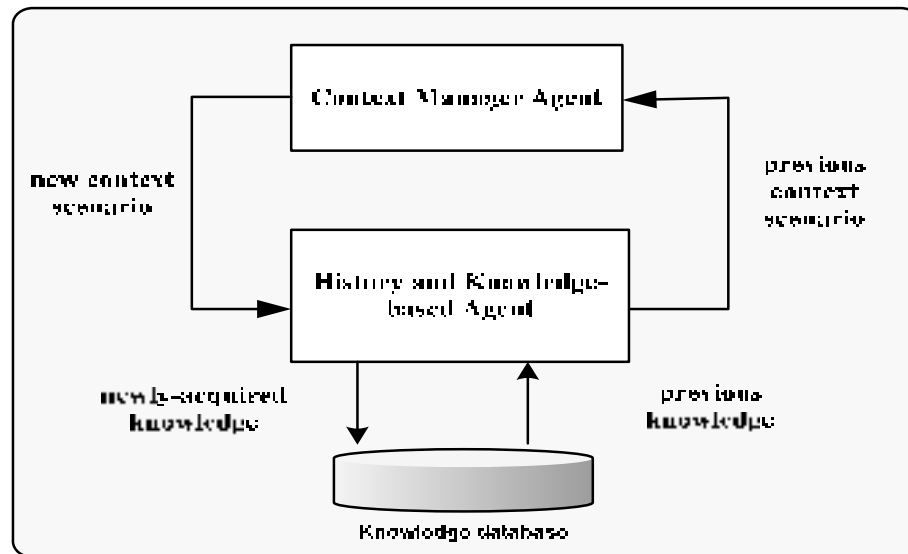 Context Manager Agent
new context
scenario
previous
context
scenario
History and Knowledge-
based Agent
newly-acquired
knowledge
previous
knowledge
Knowledge database